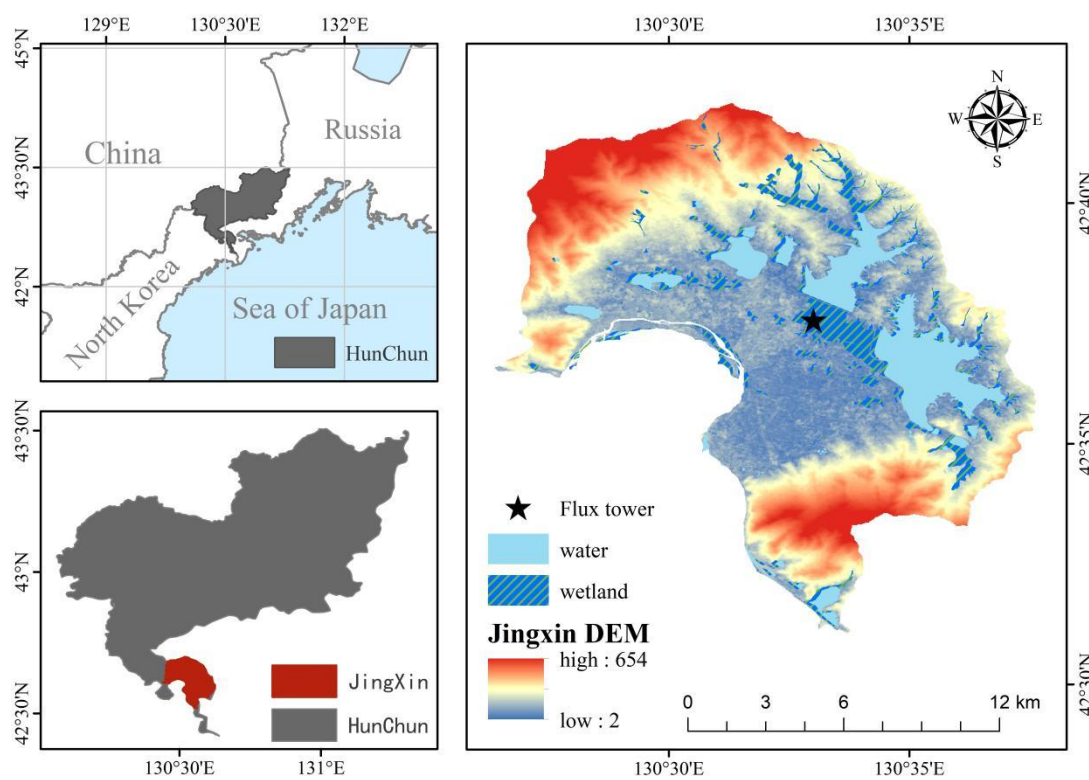 129°E 130°30'E 132°E
45°N
43°30'N
42°N
China
Russia
North Korea
Sea of Japan
HunChun
43°30'N
43°N
42°30'N
JingXin
HunChun
130°30'E 131°E
130°30'E 130°35'E
N
W E
S
42°40'N
42°35'N
42°30'N
Flux tower
water
wetland
Jingxin DEM
high : 654
low : 2
0 3 6 12 km
130°30'E 130°35'E